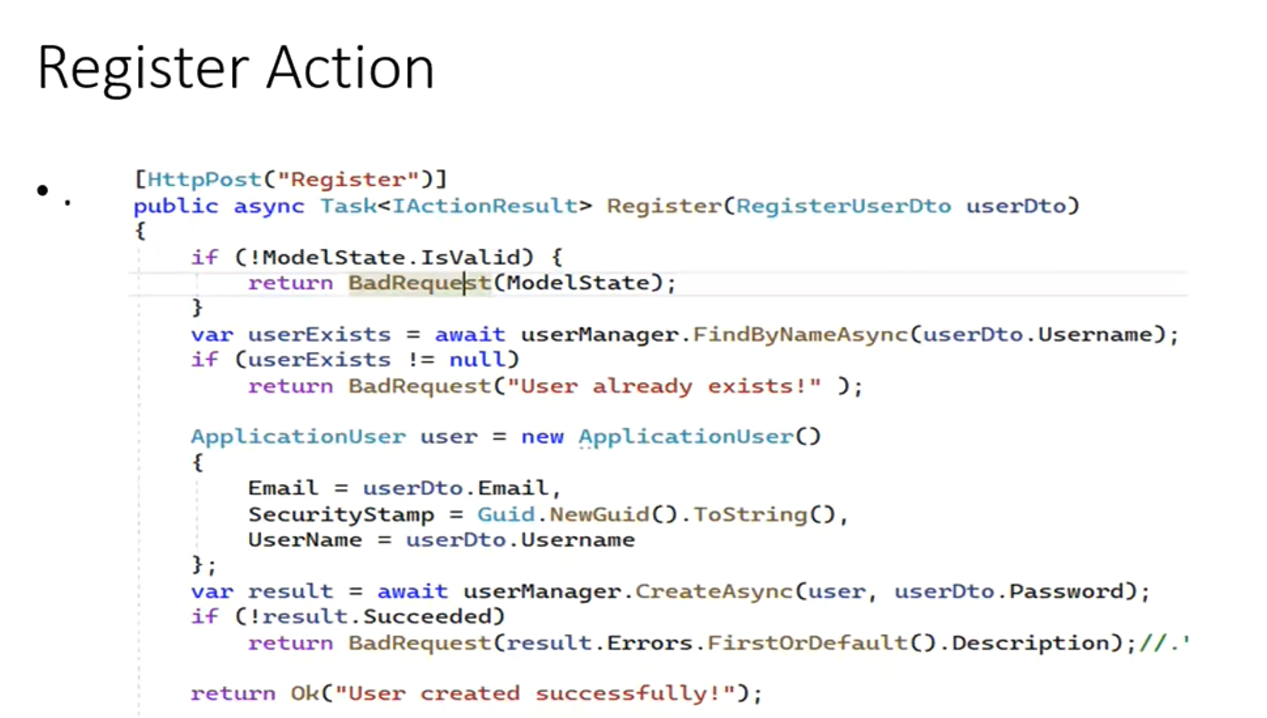 Register Action
• .
[HttpPost("Register")]
public async Task<IActionResult> Register(RegisterUserDto userDto)
{
if (!ModelState.IsValid) {
return BadRequest(ModelState);
}
var userExists = await userManager.FindByNameAsync(userDto.Username);
if (userExists != null)
return BadRequest("User already exists!" );
ApplicationUser user = new ApplicationUser()
{
Email = userDto.Email,
SecurityStamp = Guid.NewGuid().ToString(),
UserName = userDto.Username
};
var result = await userManager.CreateAsync(user, userDto.Password);
if (!result.Succeeded)
return BadRequest(result.Errors.FirstOrDefault().Description);//.'
return Ok("User created successfully!");